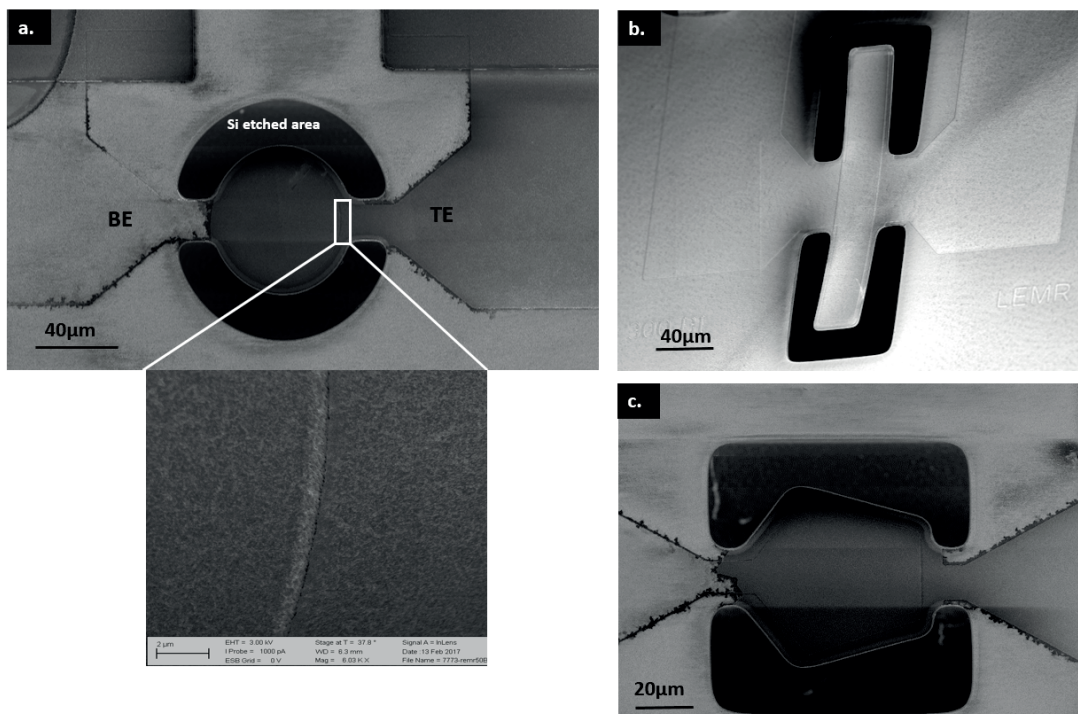 a.
Si etched area
BE
TE
40µm
2 µm
EHT = 3.00 kV
I Probe = 1000 pA
ESB Grid = 0 V
Stage at T = 37.8 °
WD = 8.3 mm
Mag = 6.03 K X
Signal A = InLens
Date :13 Feb 2017
File Name = 7773-remr50B
b.
LEMR
40µm
c.
20µm